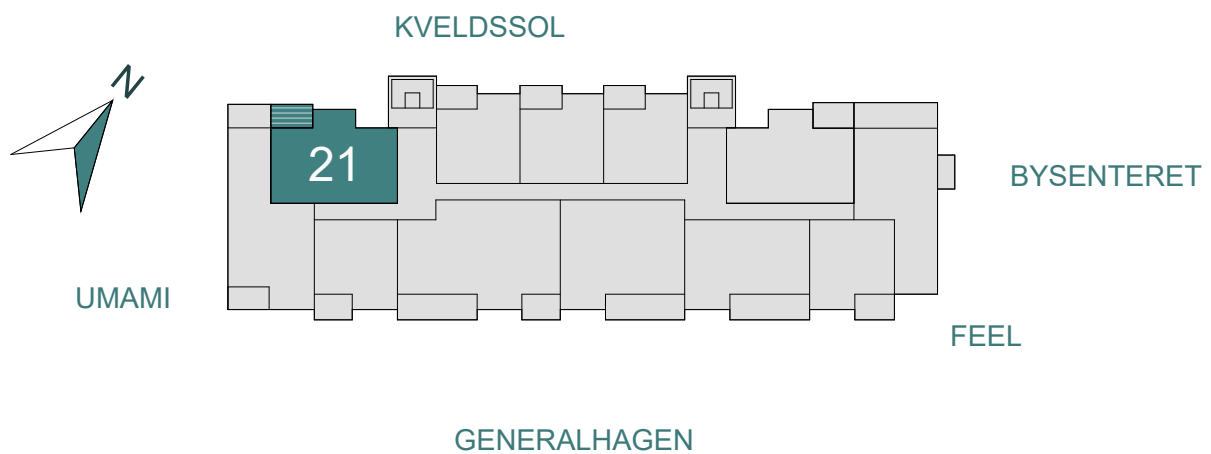 KVELDSSOL
N
21
BYSENTERET
UMAMI
FEEL
GENERALHAGEN